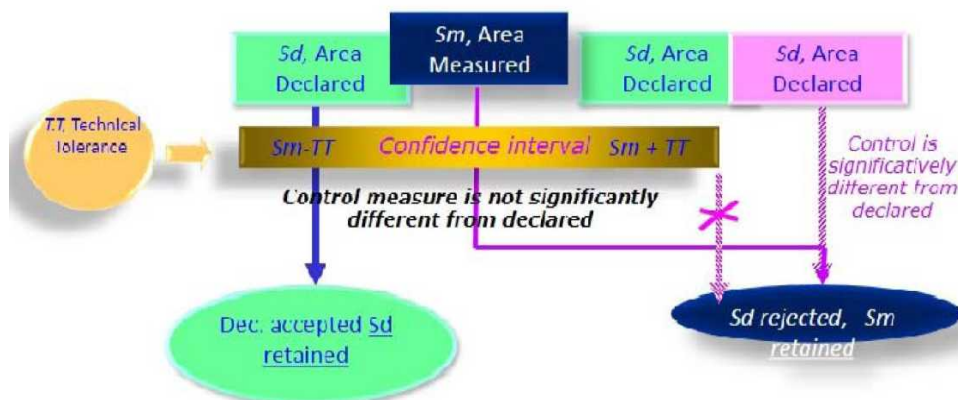 Sd, Area
Declared
Sm, Area
Measured
Sd, Area
Declared
Sd, Area
Declared
T.T, Technical
Tolerance
Sm-TT Confidence interval Sm + TT
Control is
significatively
different from
declared
Control measure is not significantly
different from declared
Dec. accepted Sd
retained
Sd rejected, Sm
retained